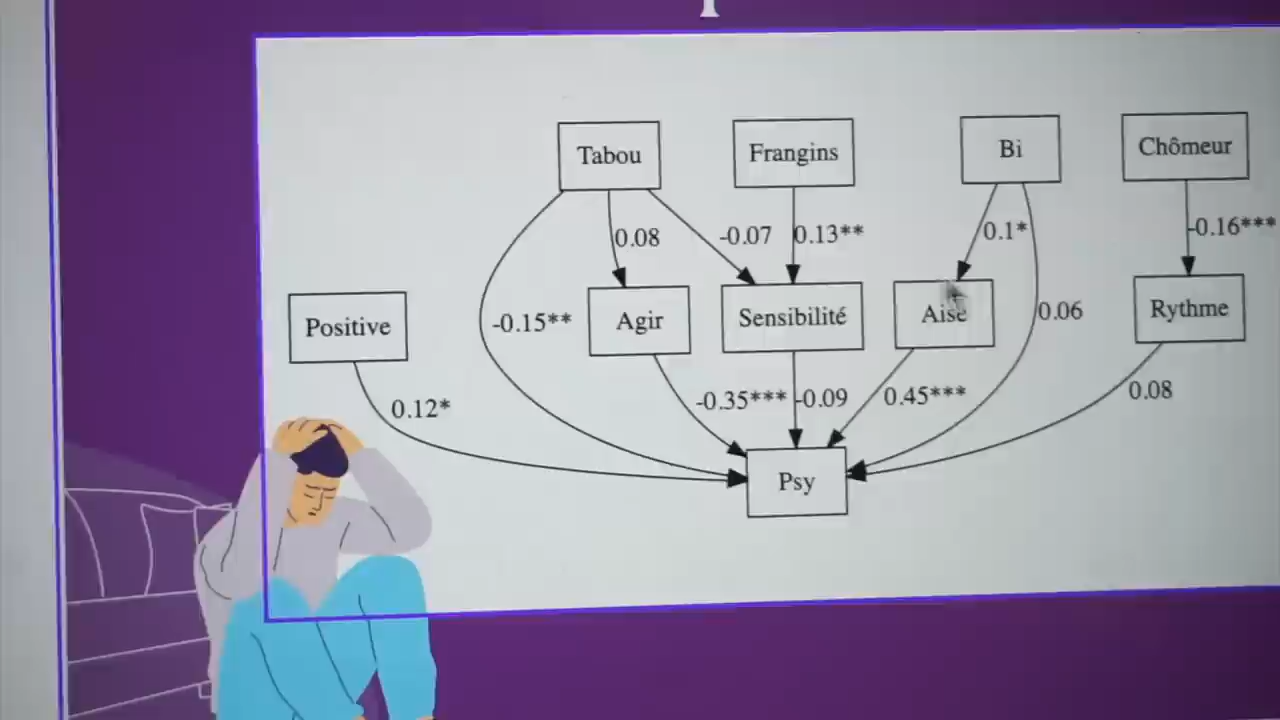 Tabou
Frangins
Bi
Chômeur
0.08
-0.07
0.13**
0.1*
-0.16***
Positive
-0.15**
Agir
Sensibilité
Aise
0.06
Rythme
0.12*
-0.35***
-0.09
0.45***
0.08
Psy